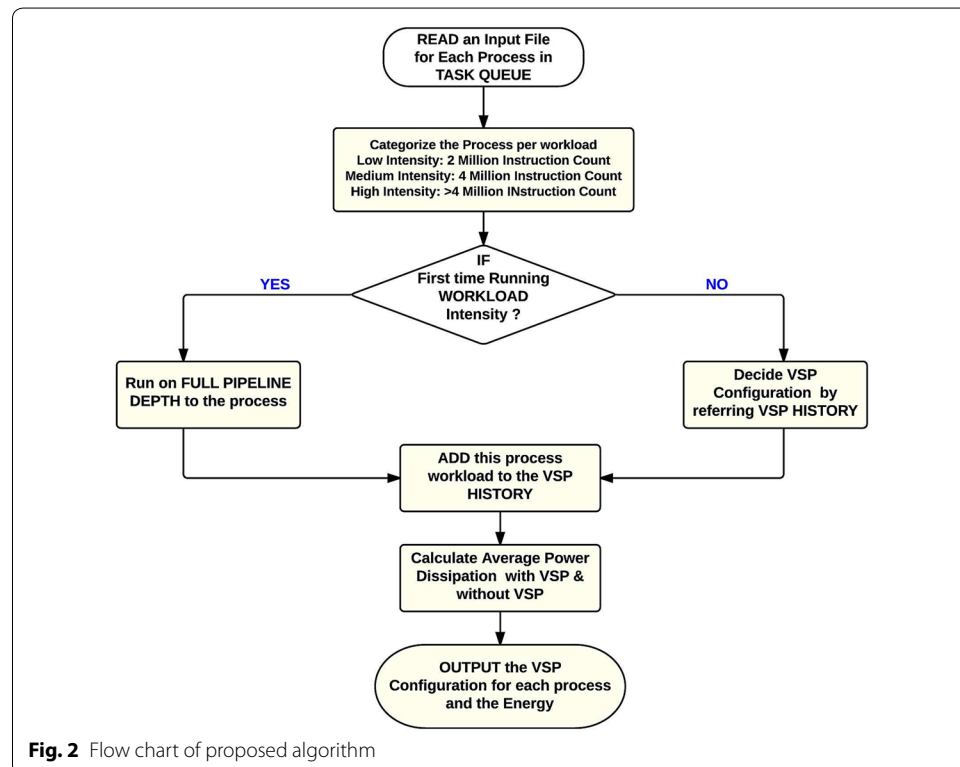 READ an Input File
for Each Process in
TASK QUEUE
Categorize the Process per workload
Low Intensity: 2 Million Instruction Count
Medium Intensity: 4 Million Instruction Count
High Intensity: >4 Million INstruction Count
IF
First time Running
WORKLOAD
Intensity ?
YES
NO
Run on FULL PIPELINE
DEPTH to the process
Decide VSP
Configuration by
referring VSP HISTORY
ADD this process
workload to the VSP
HISTORY
Calculate Average Power
Dissipation with VSP &
without VSP
OUTPUT the VSP
Configuration for each process
and the Energy
Fig. 2 Flow chart of proposed algorithm